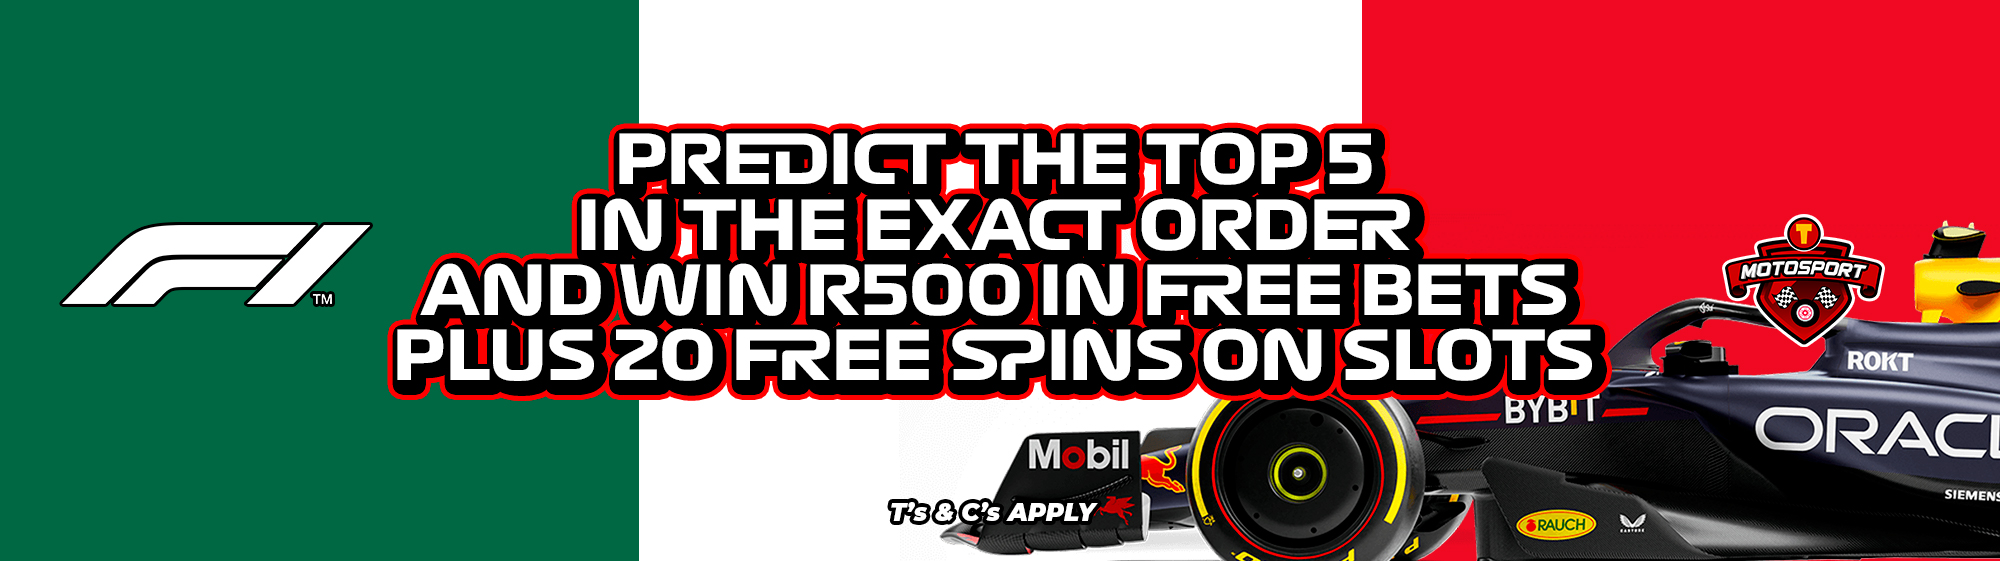 PREDICT THE TOP 5
IN THE EXACT ORDER
AND WIN R500 IN FREE BETS
PLUS 20 FREE SPINS ON SLOTS
F1™
T
MOTOSPORT
ROKT
BYBIT
ORACL
Mobil
SIEMENS
RAUCH
T's & C's APPLY